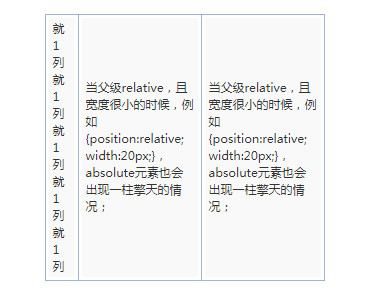 就
1
列
就
1
列
就
1
列
就
1
列
就
1
列
当父级relative，且
宽度很小的时候，例
如
{position:relative;
width:20px;}，
absolute元素也会
出现一柱擎天的情
况；
当父级relative，且
宽度很小的时候，例
如
{position:relative;
width:20px;}，
absolute元素也会
出现一柱擎天的情
况；